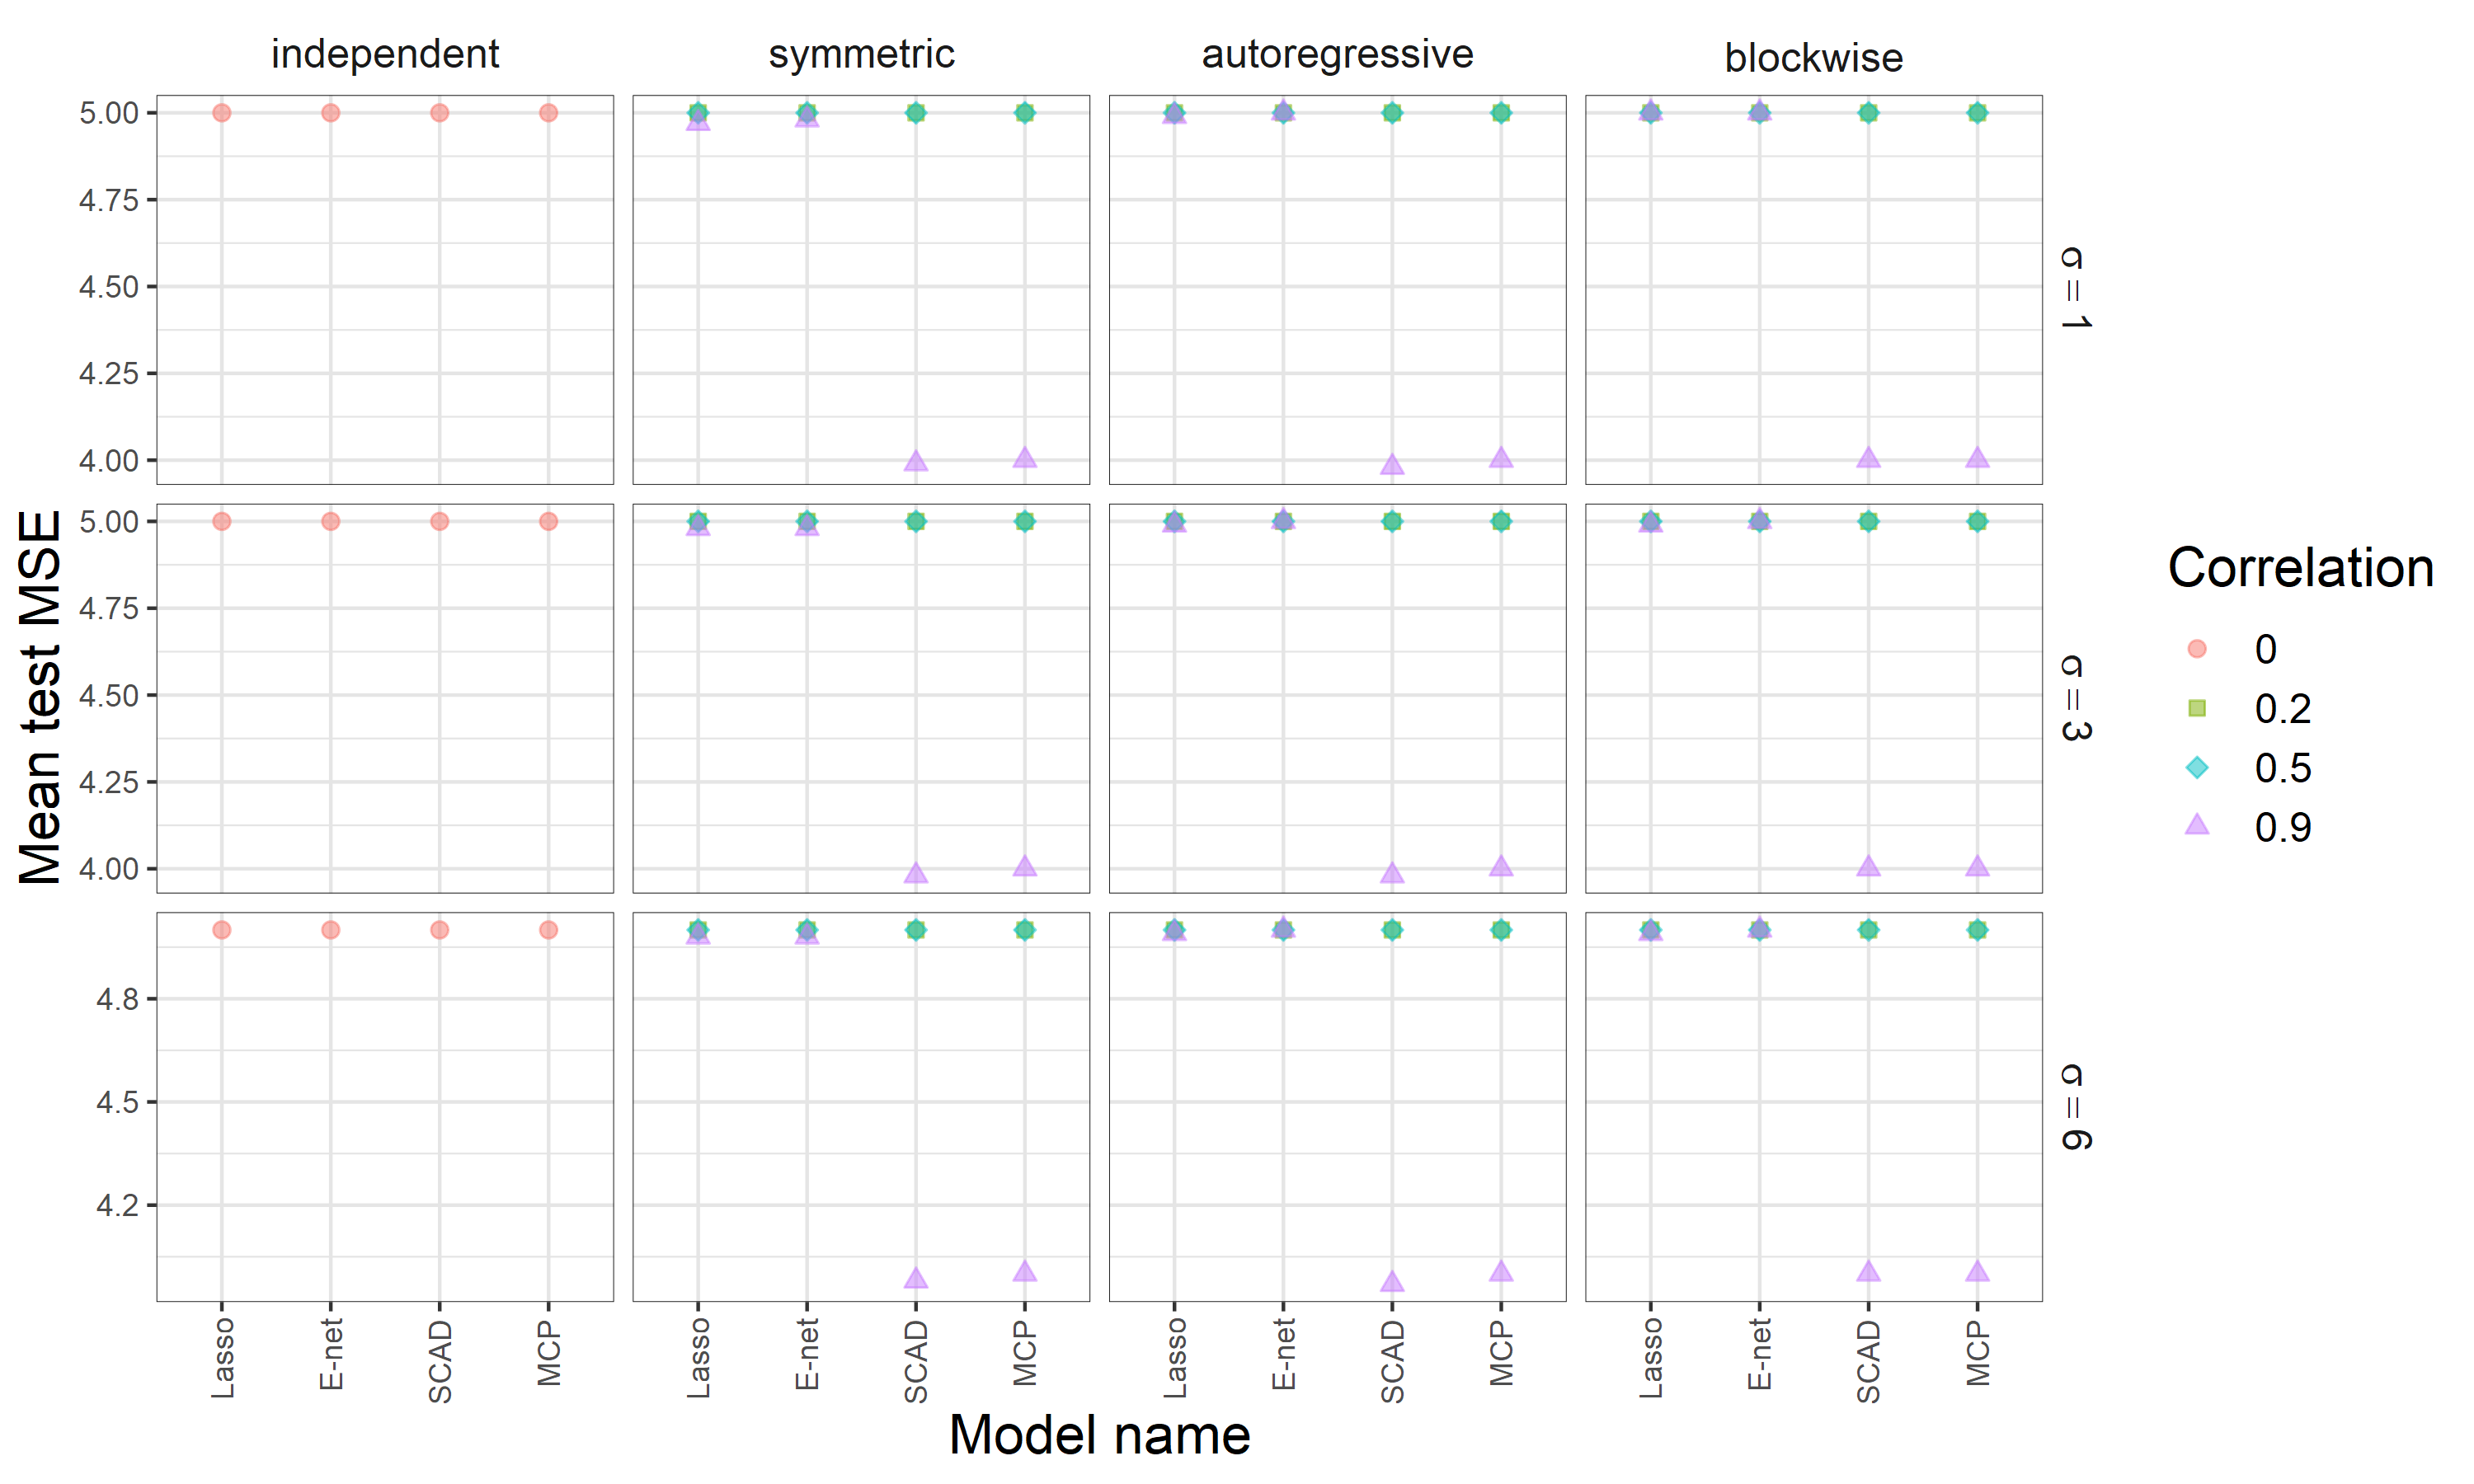 independent symmetric autoregressive blockwise
5.00
4.75
4.50
4.25
4.00
σ = 1
5.00
4.75
4.50
4.25
4.00
σ = 3
4.8
4.5
4.2
σ = 6
Mean test MSE
Lasso E-net SCAD MCP Lasso E-net SCAD MCP Lasso E-net SCAD MCP Lasso E-net SCAD MCP
Model name
Correlation
0
0.2
0.5
0.9